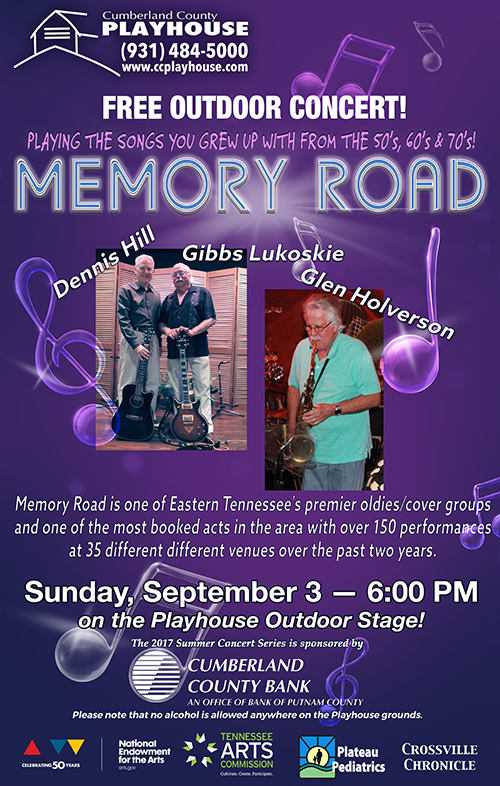 Cumberland County
PLAYHOUSE
(931) 484-5000
www.ccplayhouse.com
FREE OUTDOOR CONCERT!
PLAYING THE SONGS YOU GREW UP WITH FROM THE 50's, 60's & 70's!
MEMORY ROAD
Dennis Hill
Gibbs Lukoskie
Glen Holverson
Memory Road is one of Eastern Tennessee's premier oldies/cover groups
and one of the most booked acts in the area with over 150 performances
at 35 different different venues over the past two years.
Sunday, September 3 — 6:00 PM
on the Playhouse Outdoor Stage!
The 2017 Summer Concert Series is sponsored by
CUMBERLAND
COUNTY BANK
AN OFFICE OF BANK OF PUTNAM COUNTY
Please note that no alcohol is allowed anywhere on the Playhouse grounds.
CELEBRATING 50 YEARS
National
Endowment
for the Arts
arts.gov
TENNESSEE
ARTS
COMMISSION
Cultivate. Create. Participate.
Plateau
Pediatrics
CROSSVILLE
CHRONICLE